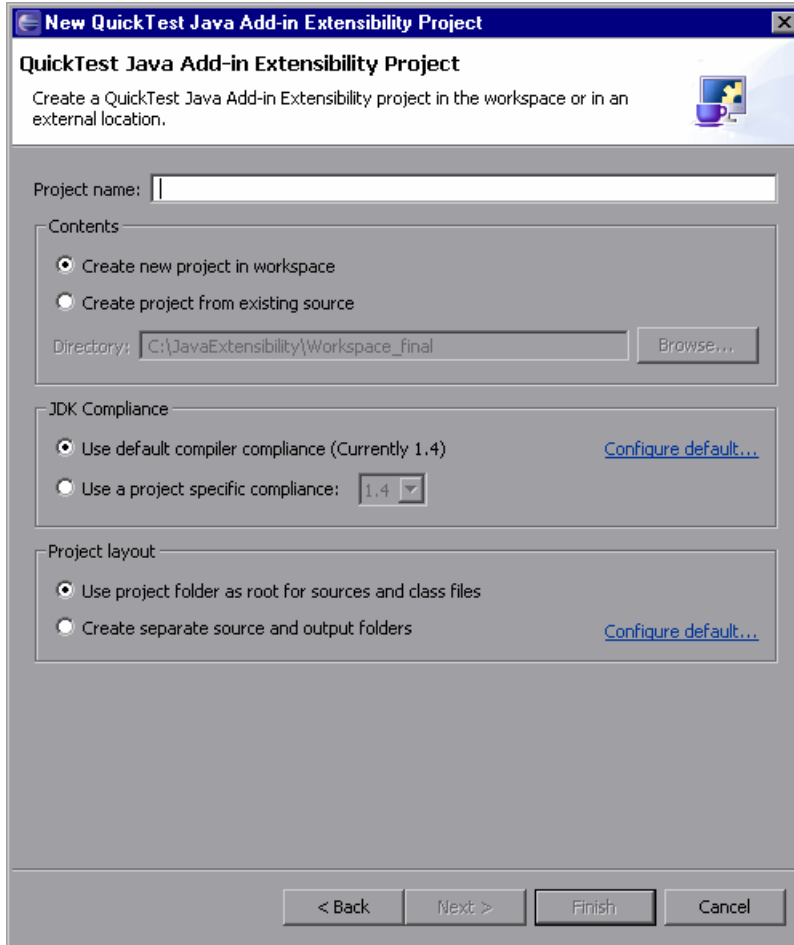 New QuickTest Java Add-in Extensibility Project
QuickTest Java Add-in Extensibility Project
Create a QuickTest Java Add-in Extensibility project in the workspace or in an
external location.
Project name:
Contents
Create new project in workspace
Create project from existing source
Directory: C:\JavaExtensibility\Workspace_final Browse...
JDK Compliance
Use default compiler compliance (Currently 1.4) Configure default...
Use a project specific compliance: 1.4
Project layout
Use project folder as root for sources and class files
Create separate source and output folders Configure default...
< Back Next > Finish Cancel